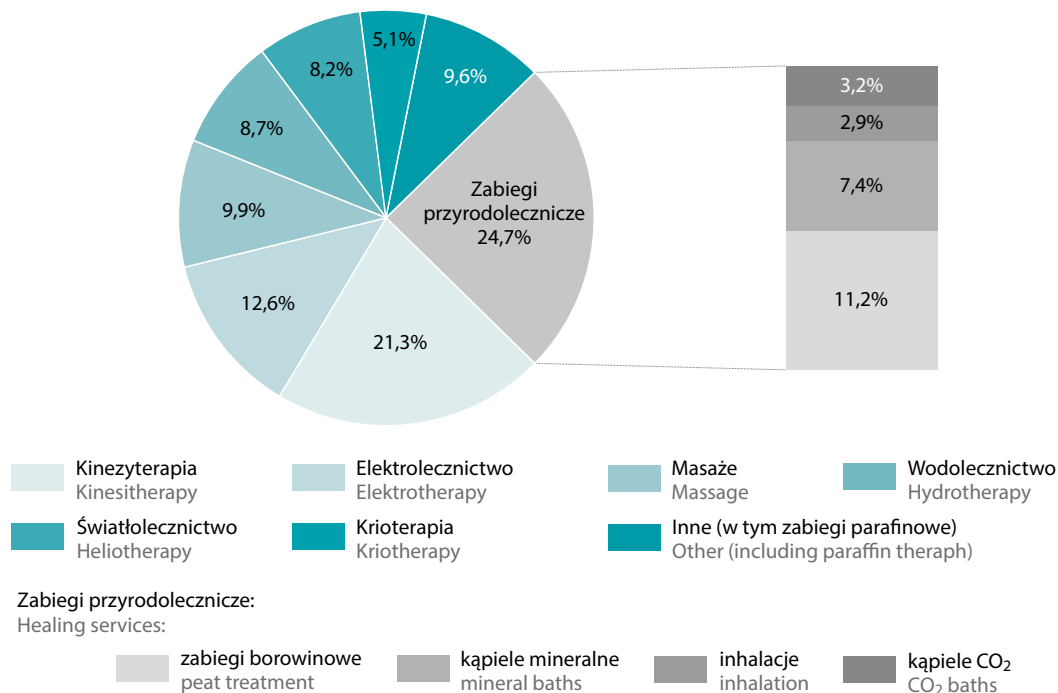 5,1%
8,2%
9,6%
8,7%
9,9%
12,6%
21,3%
Zabiegi
przyrodolecznicze
24,7%
3,2%
2,9%
7,4%
11,2%
Kinezyterapia
Kinesitherapy
Elektrolecznictwo
Elektrotherapy
Masaże
Massage
Wodolecznictwo
Hydrotherapy
Światłolecznictwo
Heliotherapy
Krioterapia
Kriotherapy
Inne (w tym zabiegi parafinowe)
Other (including paraffin theraph)
Zabiegi przyrodolecznicze:
Healing services:
zabiegi borowinowe
peat treatment
kąpiele mineralne
mineral baths
inhalacje
inhalation
kąpiele CO₂
CO₂ baths